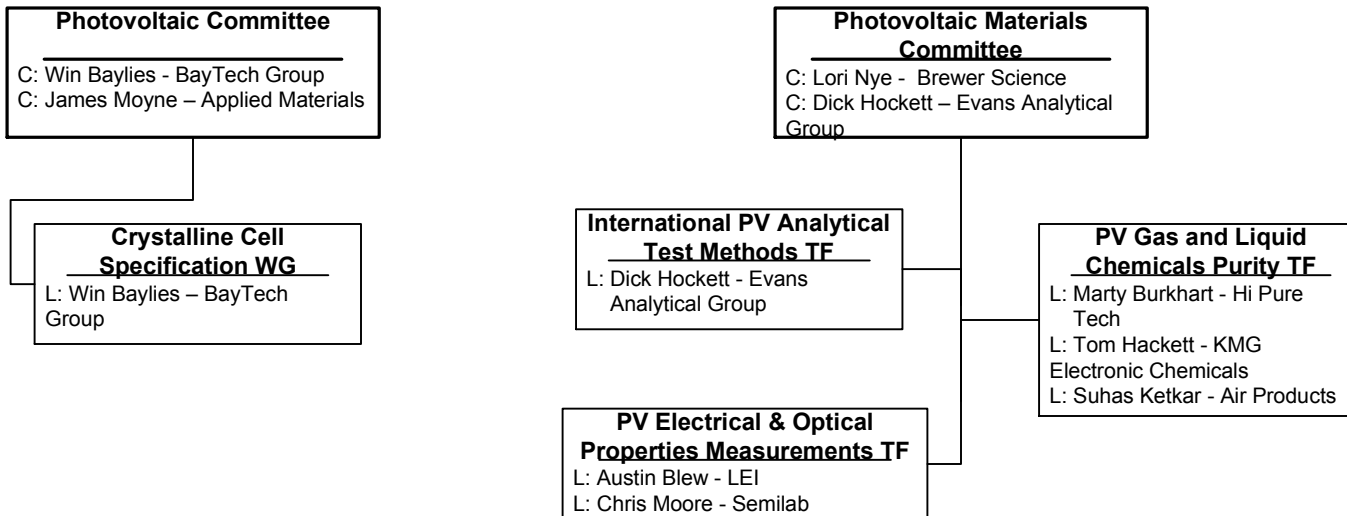 Photovoltaic Committee
C: Win Baylies - BayTech Group
C: James Moyne – Applied Materials
Crystalline Cell
Specification WG
L: Win Baylies – BayTech
Group
Photovoltaic Materials
Committee
C: Lori Nye - Brewer Science
C: Dick Hockett – Evans Analytical
Group
International PV Analytical
Test Methods TF
L: Dick Hockett - Evans
Analytical Group
PV Gas and Liquid
Chemicals Purity TF
L: Marty Burkhart - Hi Pure
Tech
L: Tom Hackett - KMG
Electronic Chemicals
L: Suhas Ketkar - Air Products
PV Electrical & Optical
Properties Measurements TF
L: Austin Blew - LEI
L: Chris Moore - Semilab